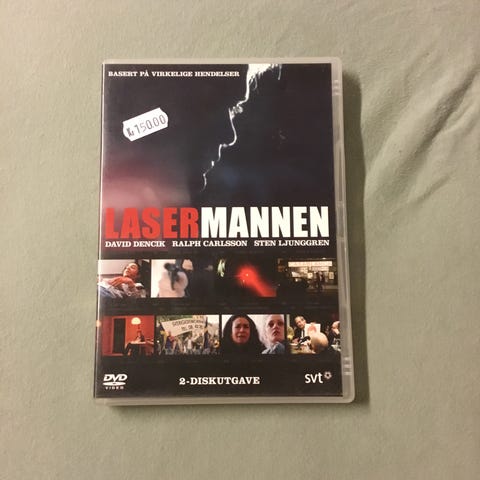 BASERT PÅ VIRKELIGE HENDELSER
Kr 150.00
LASERMANNEN
DAVID DENCIK RALPH CARLSSON STEN LJUNGGREN
DVD
VIDEO
2-DISKUTGAVE
svt